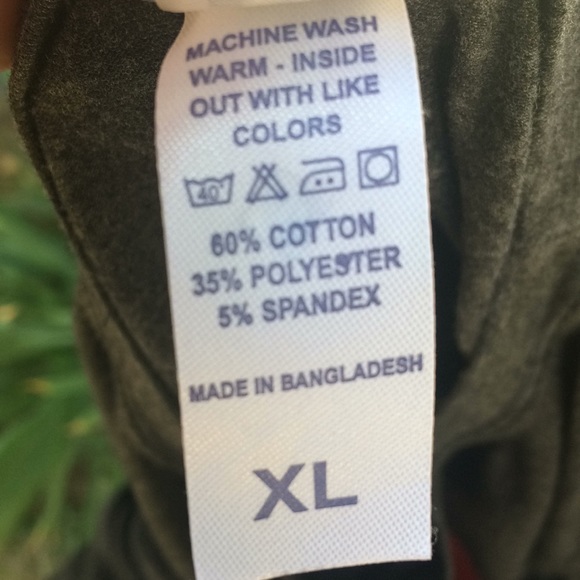 MACHINE WASH
WARM - INSIDE
OUT WITH LIKE
COLORS
40°
60% COTTON
35% POLYESTER
5% SPANDEX
MADE IN BANGLADESH
XL